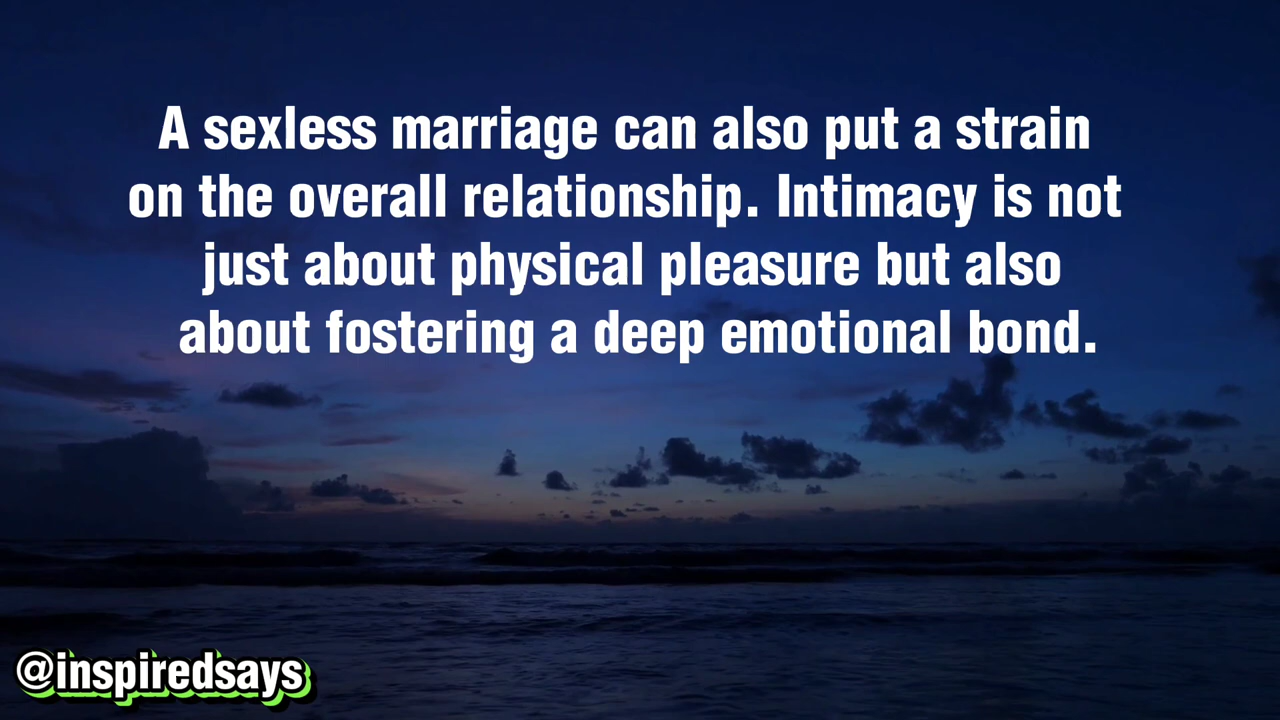 A sexless marriage can also put a strain
on the overall relationship. Intimacy is not
just about physical pleasure but also
about fostering a deep emotional bond.
@inspiredsays